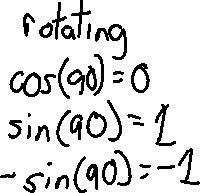 rotating
cos(90)=0
sin(90)=1
-sin(90)=-1